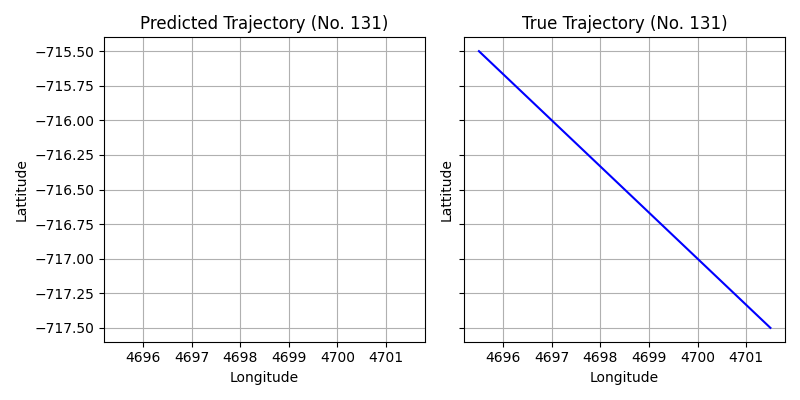 Predicted Trajectory (No. 131)
True Trajectory (No. 131)
−715.50
−715.75
−716.00
−716.25
−716.50
−716.75
−717.00
−717.25
−717.50
Lattitude
Lattitude
4696 4697 4698 4699 4700 4701
4696 4697 4698 4699 4700 4701
Longitude
Longitude